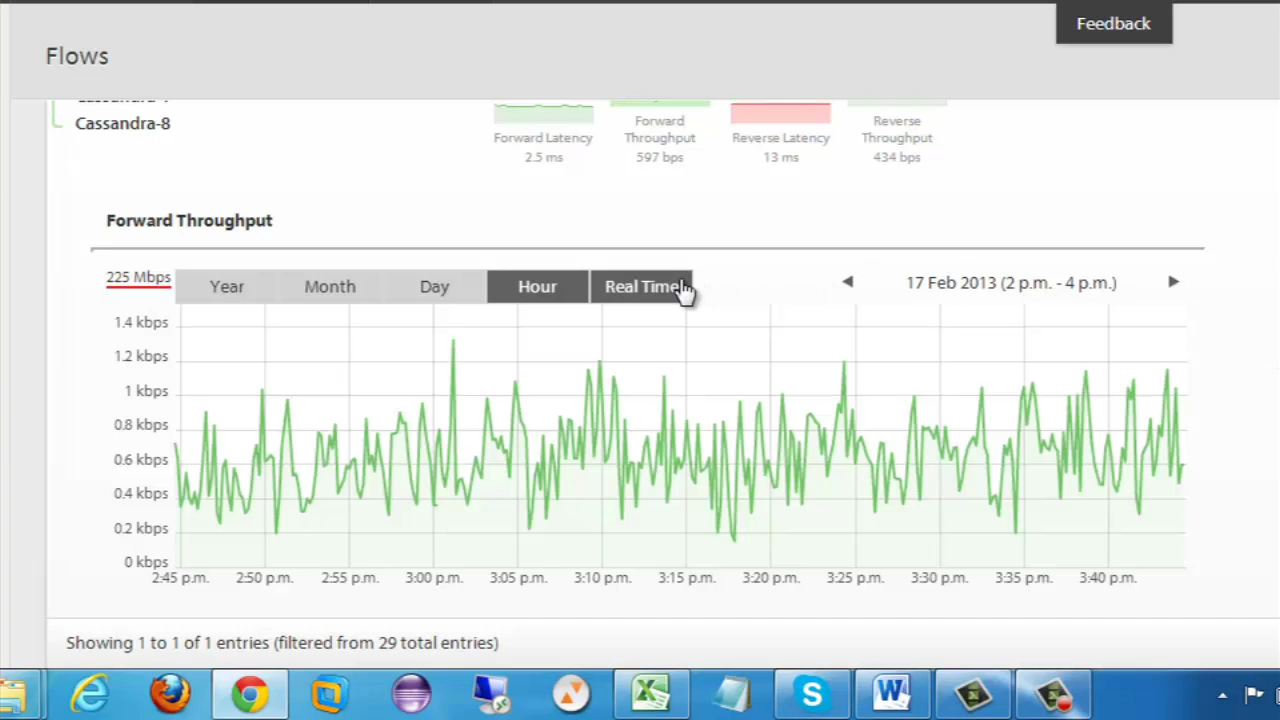 Feedback
Flows
Cassandra-8
Forward Latency
2.5 ms
Forward
Throughput
597 bps
Reverse Latency
13 ms
Reverse
Throughput
434 bps
Forward Throughput
225 Mbps
Year Month Day Hour Real Time
17 Feb 2013 (2 p.m. - 4 p.m.)
1.4 kbps
1.2 kbps
1 kbps
0.8 kbps
0.6 kbps
0.4 kbps
0.2 kbps
0 kbps
2:45 p.m. 2:50 p.m. 2:55 p.m. 3:00 p.m. 3:05 p.m. 3:10 p.m. 3:15 p.m. 3:20 p.m. 3:25 p.m. 3:30 p.m. 3:35 p.m. 3:40 p.m.
Showing 1 to 1 of 1 entries (filtered from 29 total entries)